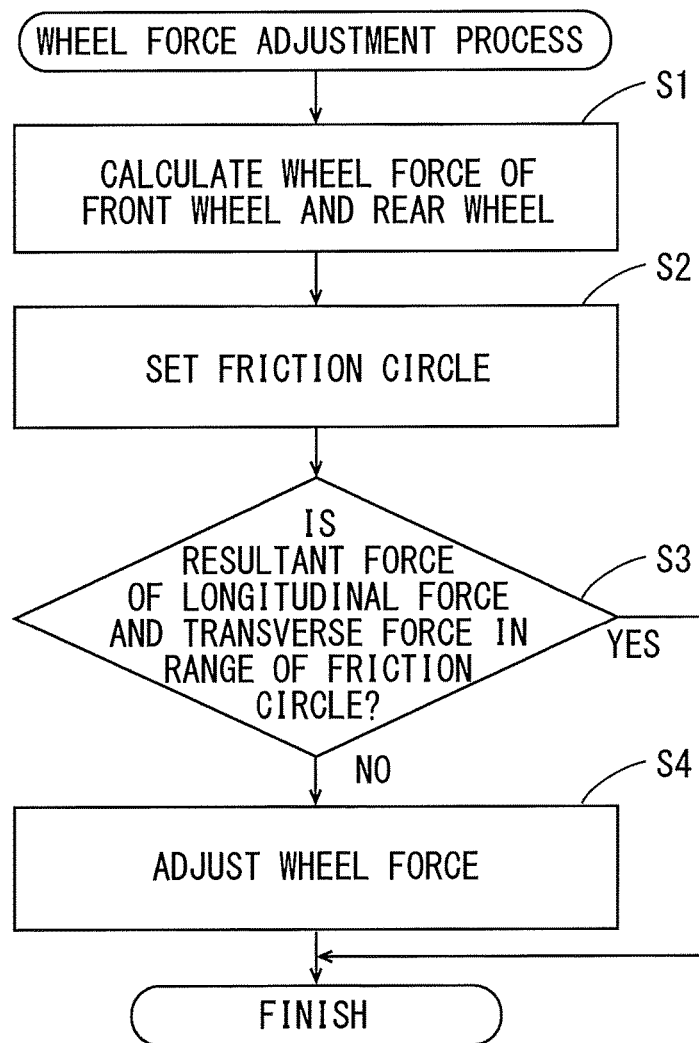 WHEEL FORCE ADJUSTMENT PROCESS
S1
CALCULATE WHEEL FORCE OF
FRONT WHEEL AND REAR WHEEL
S2
SET FRICTION CIRCLE
S3
IS
RESULTANT FORCE
OF LONGITUDINAL FORCE
AND TRANSVERSE FORCE IN
RANGE OF FRICTION
CIRCLE?
YES
NO
S4
ADJUST WHEEL FORCE
FINISH